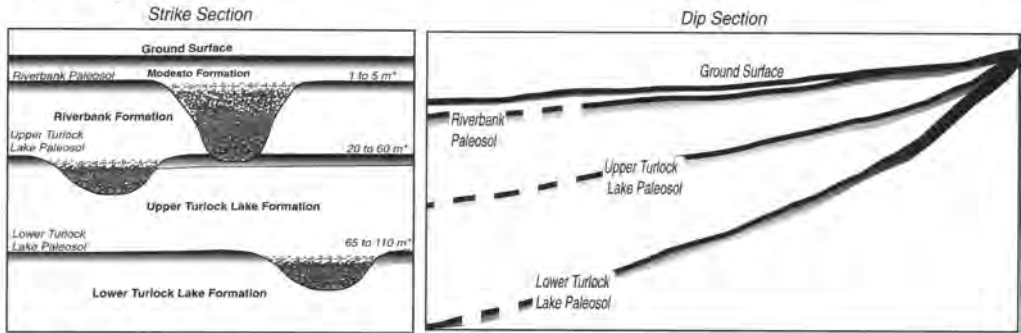 Strike Section
Ground Surface
Riverbank Paleosol
Modesto Formation
1 to 5 m*
Riverbank Formation
Upper Turlock
Lake Paleosol
20 to 60 m*
Upper Turlock Lake Formation
Lower Turlock
Lake Paleosol
65 to 110 m*
Lower Turlock Lake Formation
Dip Section
Ground Surface
Riverbank
Paleosol
Upper Turlock
Lake Paleosol
Lower Turlock
Lake Paleosol